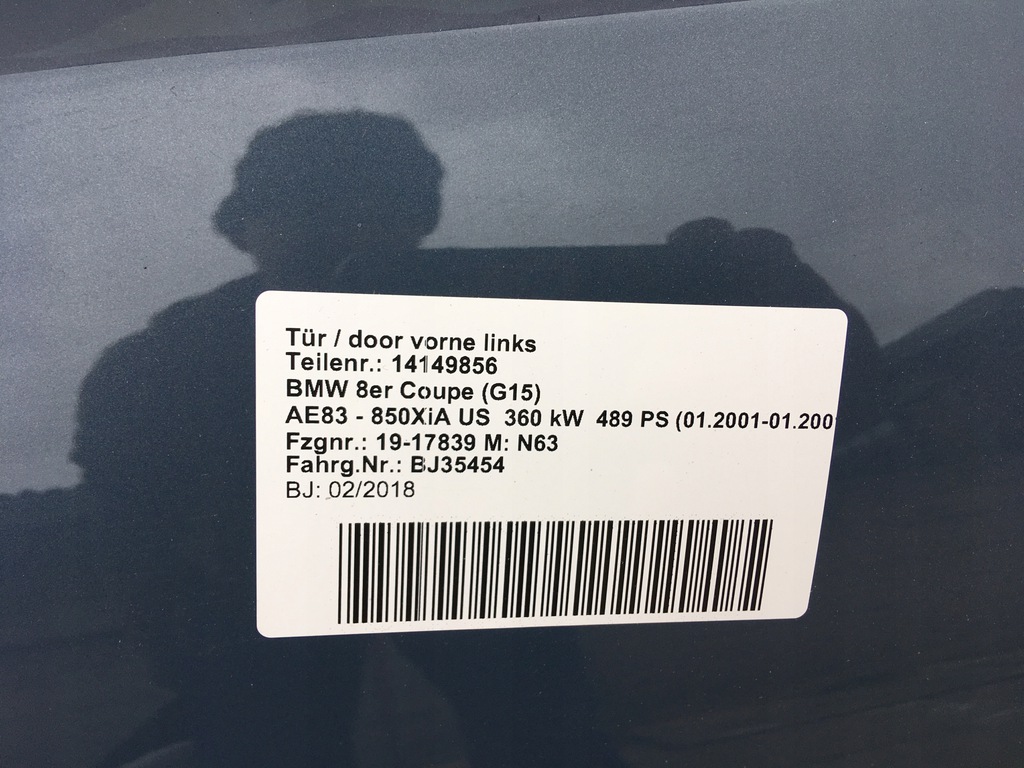 Tür / door vorne links
Teilenr.: 14149856
BMW 8er Coupe (G15)
AE83 - 850XiA US 360 kW 489 PS (01.2001-01.200
Fzgnr.: 19-17839 M: N63
Fahrg.Nr.: BJ35454
BJ: 02/2018